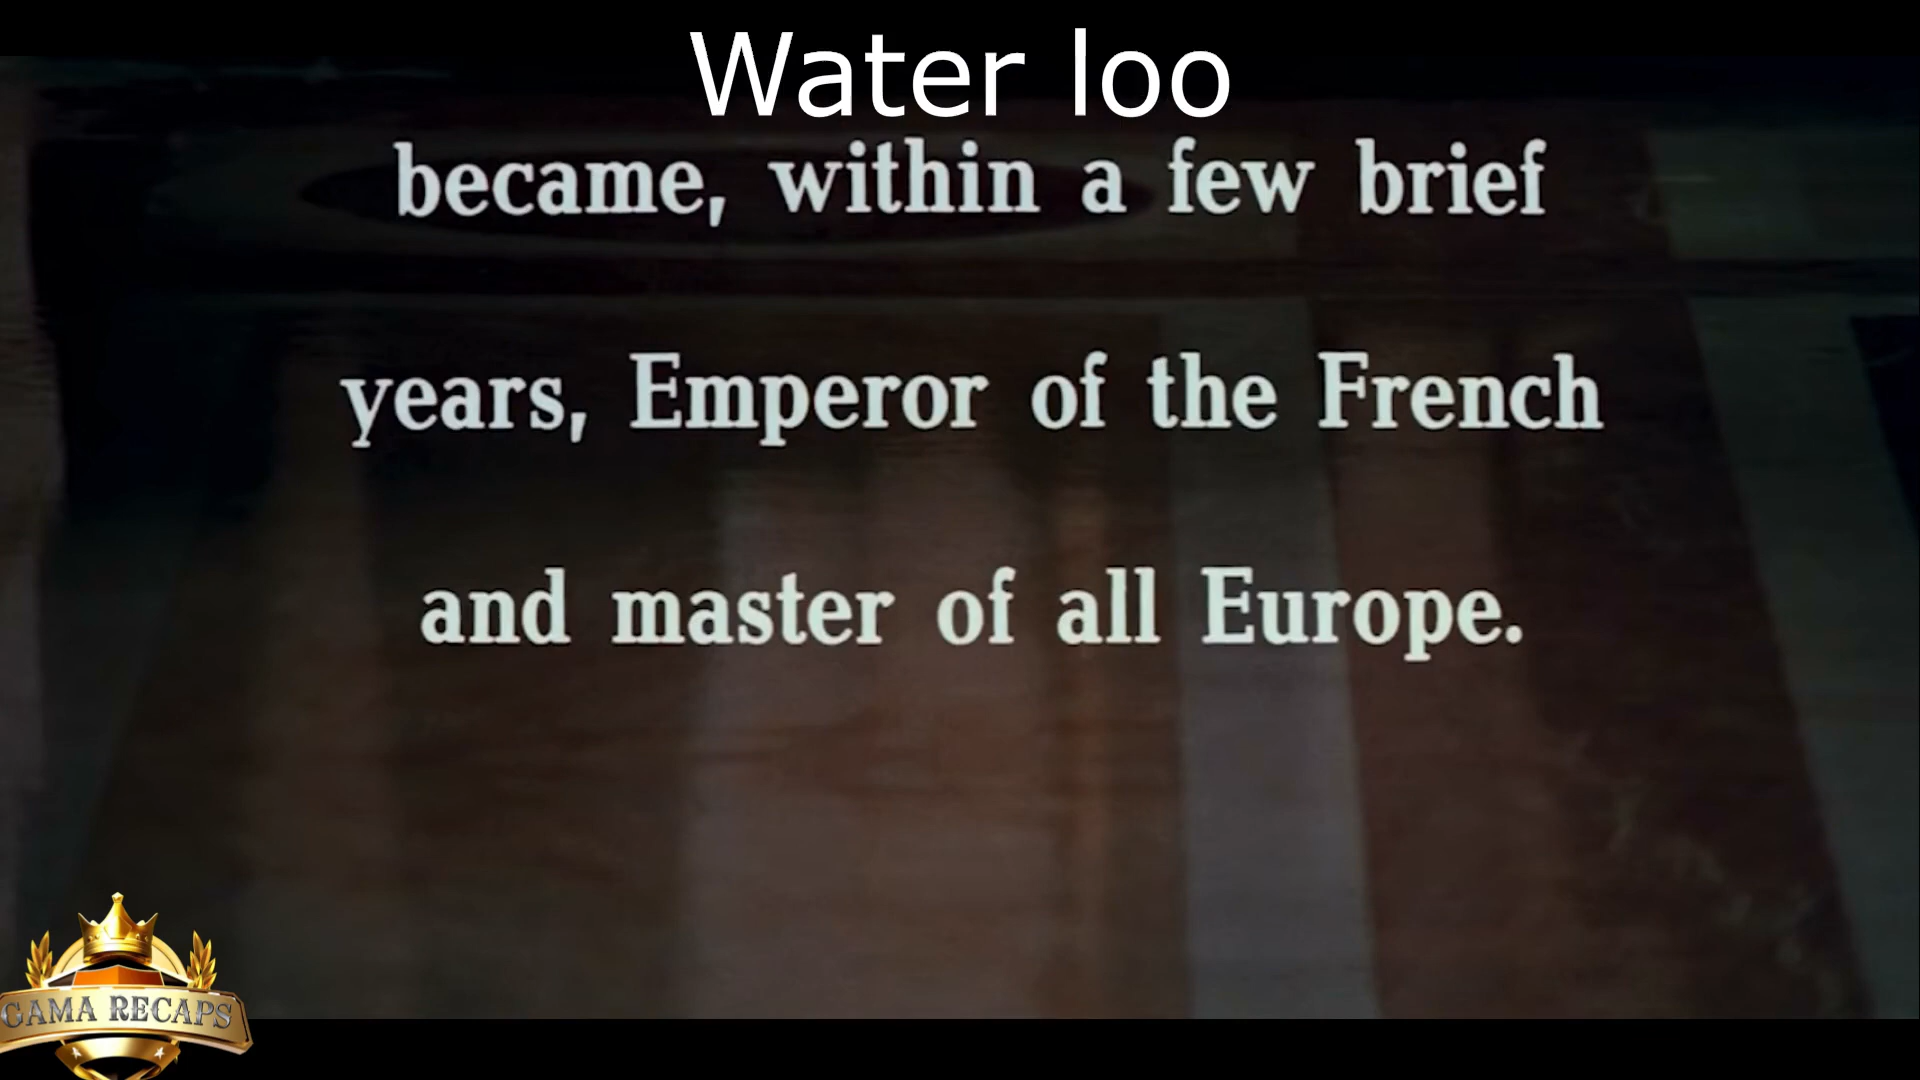 Water loo
became, within a few brief
years, Emperor of the French
and master of all Europe.
GAMA RECAPS